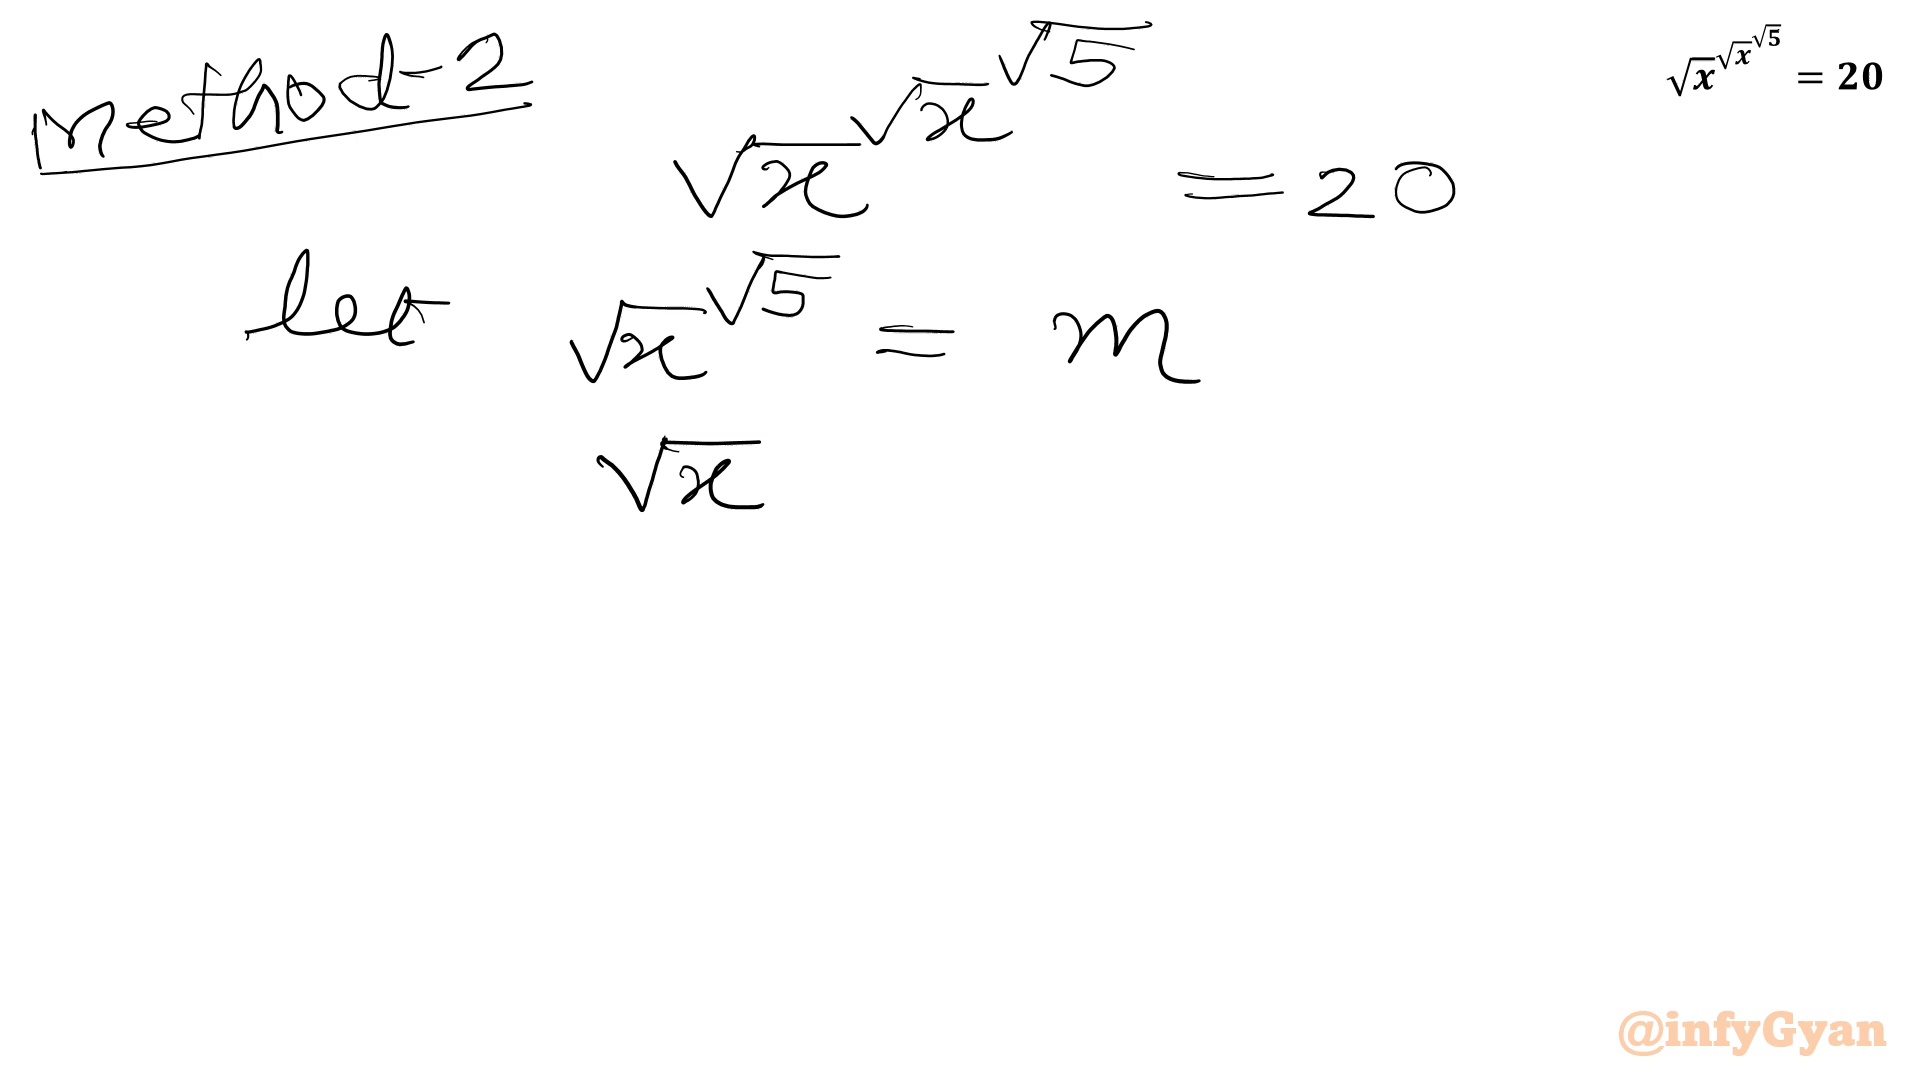 Method-2
√x^√x^√5 = 20
√x^√x^√5 = 20
let √x^√5 = m
√x
@infyGyan